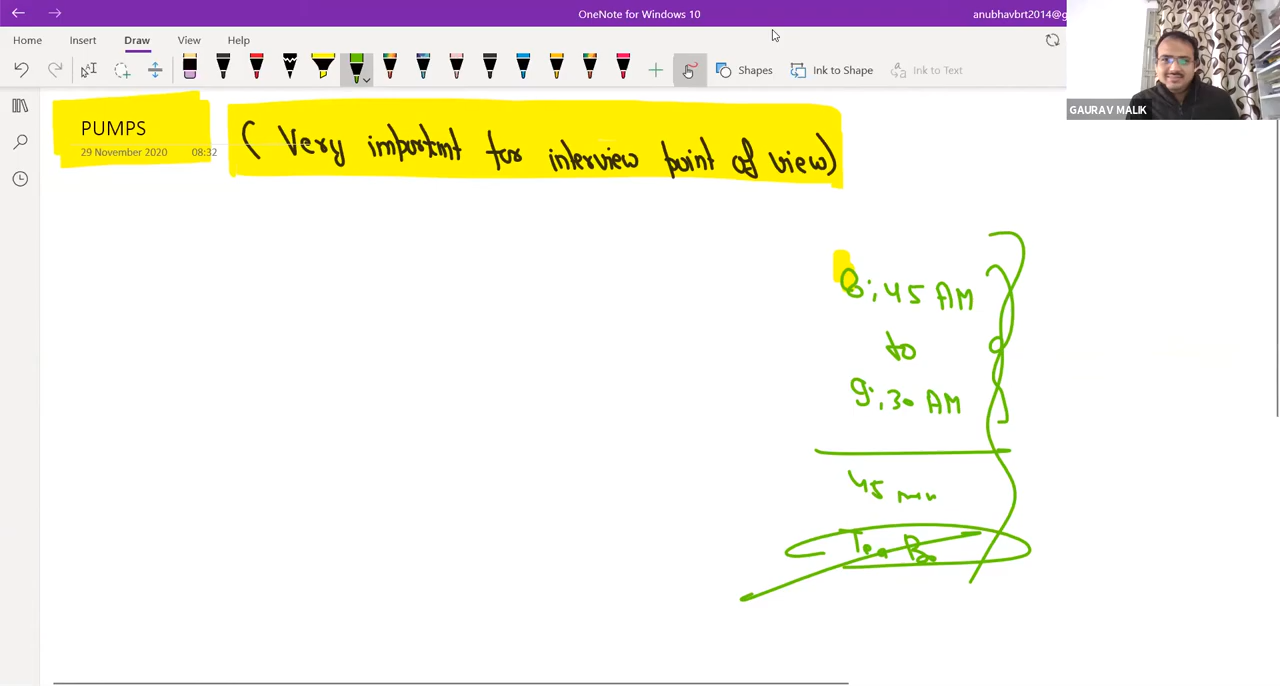 OneNote for Windows 10
anubhavbrt2014@g
Home Insert Draw View Help
Shapes Ink to Shape Ink to Text
GAURAV MALIK
PUMPS
29 November 2020 08:32
( Very important for interview point of view)
8:45 AM
to
9:30 AM
45 min
Tea